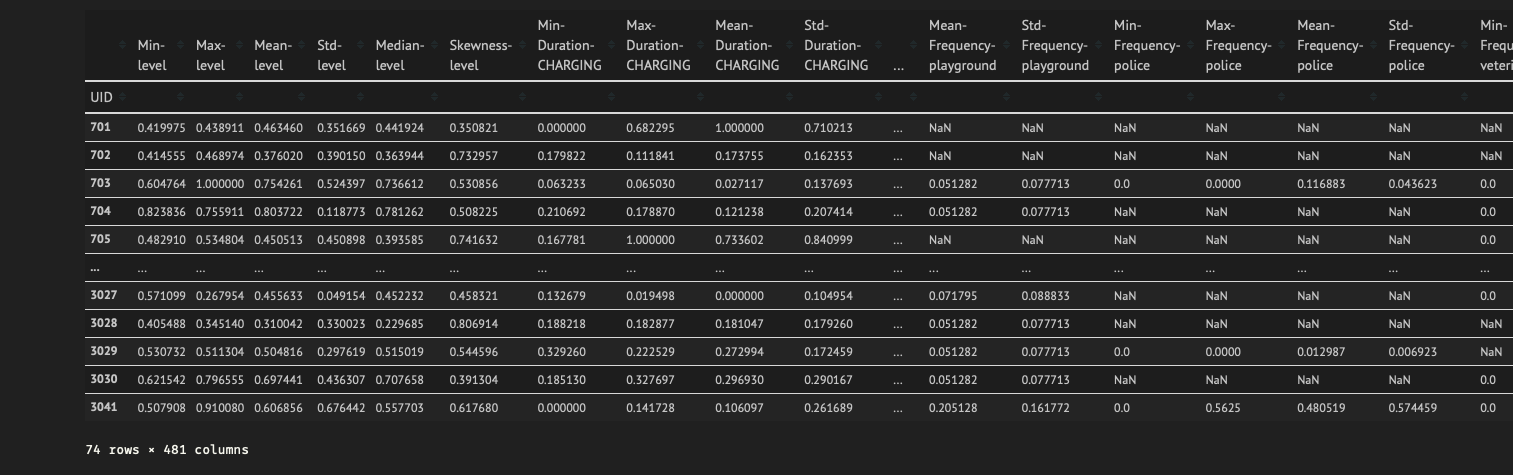 Min-level Max-level Mean-level Std-level Median-level Skewness-level Min-Duration-CHARGING Max-Duration-CHARGING Mean-Duration-CHARGING Std-Duration-CHARGING ... Mean-Frequency-playground Std-Frequency-playground Min-Frequency-police Max-Frequency-police Mean-Frequency-police Std-Frequency-police Min-
UID
701 0.419975 0.438911 0.463460 0.351669 0.441924 0.350821 0.000000 0.682295 1.000000 0.710213 ... NaN NaN NaN NaN NaN NaN NaN
702 0.414555 0.468974 0.376020 0.390150 0.363944 0.732957 0.179822 0.111841 0.173755 0.162353 ... NaN NaN NaN NaN NaN NaN NaN
703 0.604764 1.000000 0.754261 0.524397 0.736612 0.530856 0.063233 0.065030 0.027117 0.137693 ... 0.051282 0.077713 0.0 0.0000 0.116883 0.043623 0.0
704 0.823836 0.755911 0.803722 0.118773 0.781262 0.508225 0.210692 0.178870 0.121238 0.207414 ... 0.051282 0.077713 NaN NaN NaN NaN 0.0
705 0.482910 0.534804 0.450513 0.450898 0.393585 0.741632 0.167781 1.000000 0.733602 0.840999 ... NaN NaN NaN NaN NaN NaN 0.0
... ... ... ... ... ... ... ... ... ... ... ... ... ... ... ... ... ... ...
3027 0.571099 0.267954 0.455633 0.049154 0.452232 0.458321 0.132679 0.019498 0.000000 0.104954 ... 0.071795 0.088833 NaN NaN NaN NaN 0.0
3028 0.405488 0.345140 0.310042 0.330023 0.229685 0.806914 0.188218 0.182877 0.181047 0.179260 ... 0.051282 0.077713 NaN NaN NaN NaN NaN
3029 0.530732 0.511304 0.504816 0.297619 0.515019 0.544596 0.329260 0.222529 0.272994 0.172459 ... 0.051282 0.077713 0.0 0.0000 0.012987 0.006923 NaN
3030 0.621542 0.796555 0.697441 0.436307 0.707658 0.391304 0.185130 0.327697 0.296930 0.290167 ... 0.051282 0.077713 NaN NaN NaN NaN 0.0
3041 0.507908 0.910080 0.606856 0.676442 0.557703 0.617680 0.000000 0.141728 0.106097 0.261689 ... 0.205128 0.161772 0.0 0.5625 0.480519 0.574459 0.0
74 rows × 481 columns